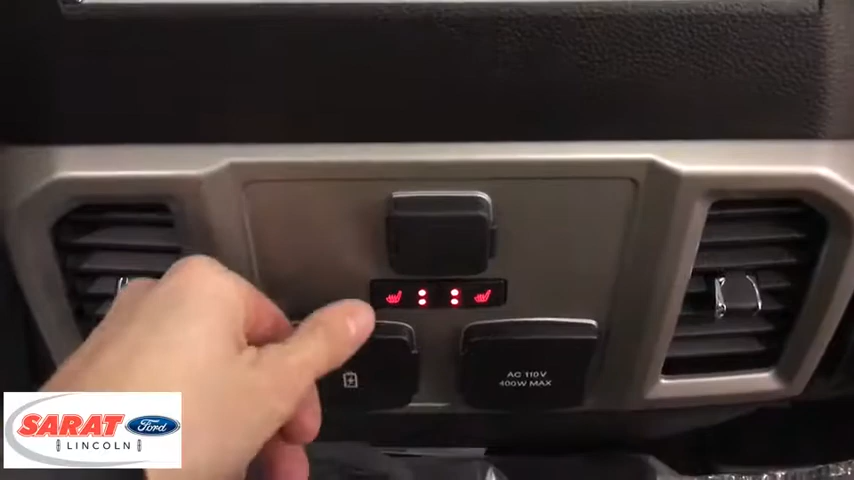 AC 110V
400W MAX
SARAT
Ford
LINCOLN